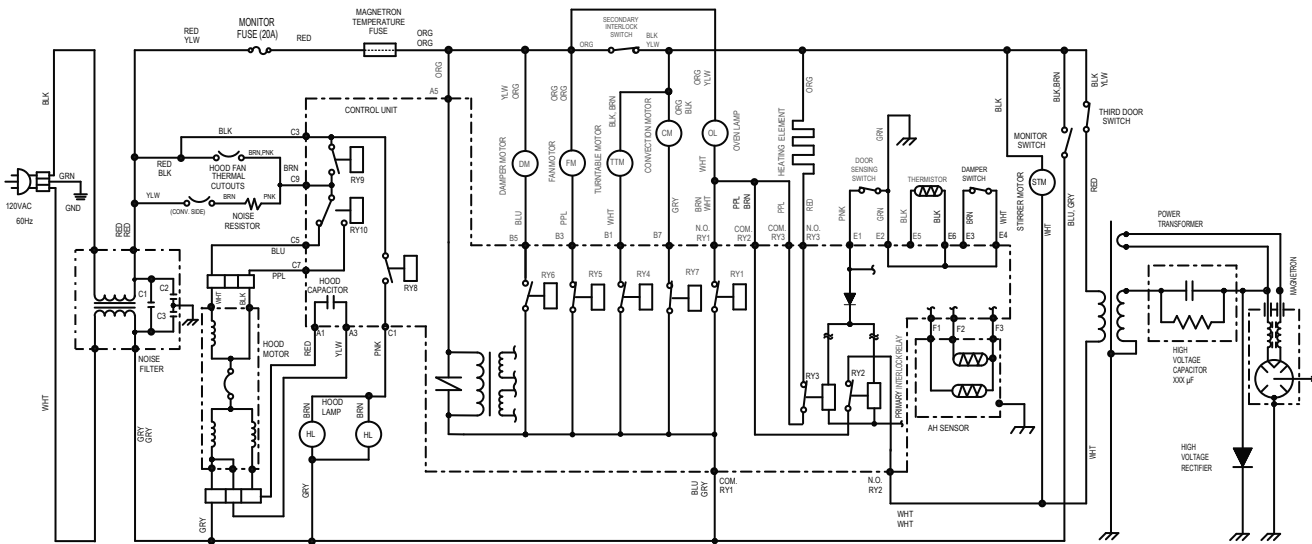 MONITOR
FUSE (20A)
MAGNETRON
TEMPERATURE
FUSE
SECONDARY
INTERLOCK
SWITCH
RED
YLW
RED
ORG
ORG
ORG
BLK
YLW
BLK
CONTROL UNIT
A5
ORG
YLW
ORG
ORG
ORG
BLK, BRN
ORG
BLK
ORG
YLW
ORG
BLK
BLK,BRN
BLK
YLW
BLK
C3
BRN,PNK
RED
BLK
HOOD FAN
THERMAL
CUTOUTS
BRN
C9
RY9
YLW
BRN
PNK
(CONV. SIDE)
NOISE
RESISTOR
RY10
GRN
GND
120VAC
60Hz
DAMPER MOTOR
DM
FAN MOTOR
FM
TURNTABLE MOTOR
TTM
CONVECTION MOTOR
CM
OL
OVEN LAMP
HEATING ELEMENT
GRN
DOOR
SENSING
SWITCH
THERMISTOR
DAMPER
SWITCH
MONITOR
SWITCH
THIRD DOOR
SWITCH
STIRRER MOTOR
STM
RED
RED
C5
BLU
C7
PPL
BLU
PPL
WHT
GRY
WHT
BRN
WHT
PPL
BRN
PPL
RED
PNK
GRN
BLK
BLK
BRN
WHT
WHT
BLU, GRY
RED
B5
B3
B1
B7
N.O.
RY1
COM.
RY2
COM.
RY3
N.O.
RY3
E1
E2
E5
E6
E3
E4
POWER
TRANSFORMER
MAGNETRON
RY8
HOOD
CAPACITOR
RY6
RY5
RY4
RY7
RY1
C1
C2
C3
NOISE
FILTER
WHT
BLK
HOOD
MOTOR
A1
A3
C1
RED
YLW
PNK
F1
F2
F3
PRIMARY INTERLOCK RELAY
RY3
RY2
AH SENSOR
HIGH
VOLTAGE
CAPACITOR
XXX µF
WHT
GRY
GRY
BRN
HOOD
LAMP
BRN
HL
HL
GRY
GRY
BLU
GRY
COM.
RY1
N.O.
RY2
WHT
WHT
WHT
HIGH
VOLTAGE
RECTIFIER